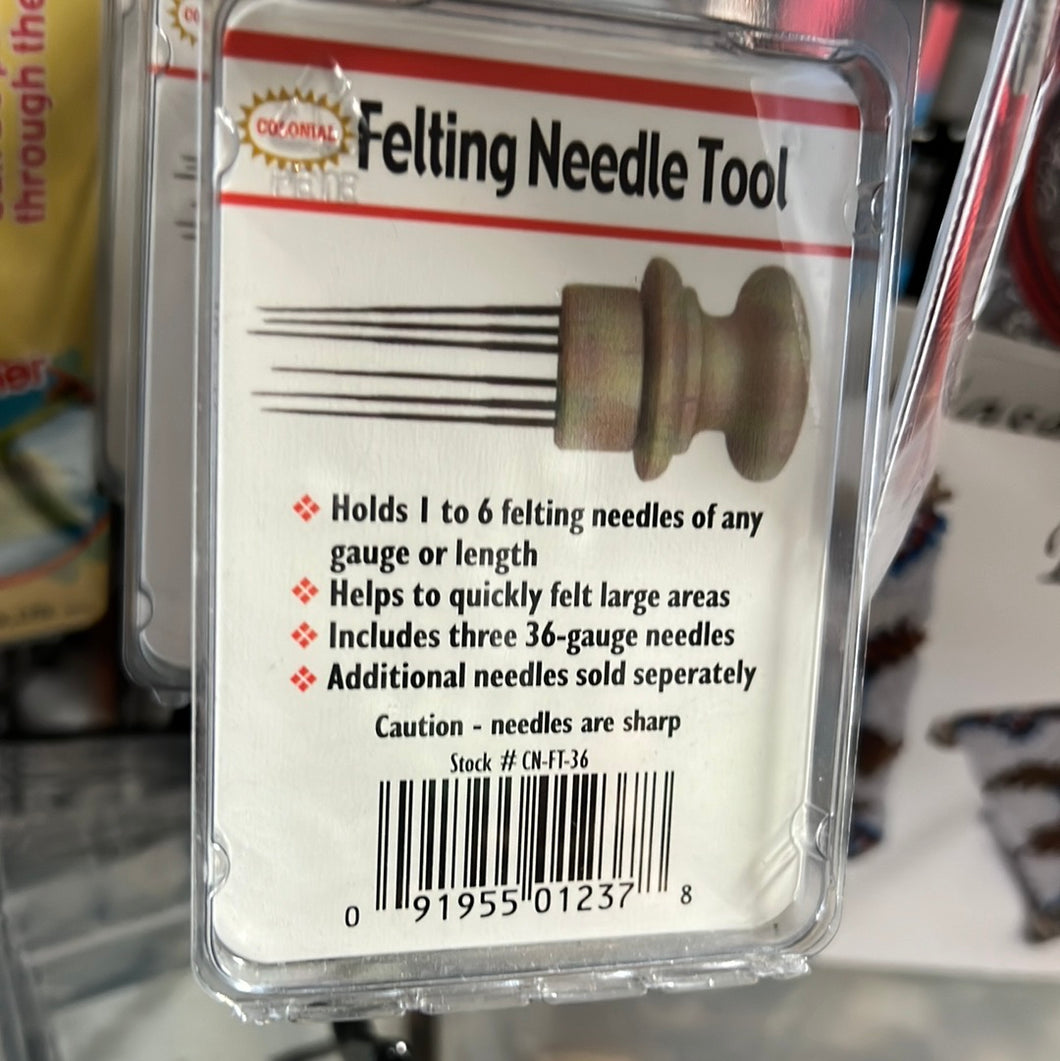 through the
COLONIAL
Felting Needle Tool
❖ Holds 1 to 6 felting needles of any
gauge or length
❖ Helps to quickly felt large areas
❖ Includes three 36-gauge needles
❖ Additional needles sold seperately
Caution - needles are sharp
Stock # CN-FT-36
0 91955 01237 8